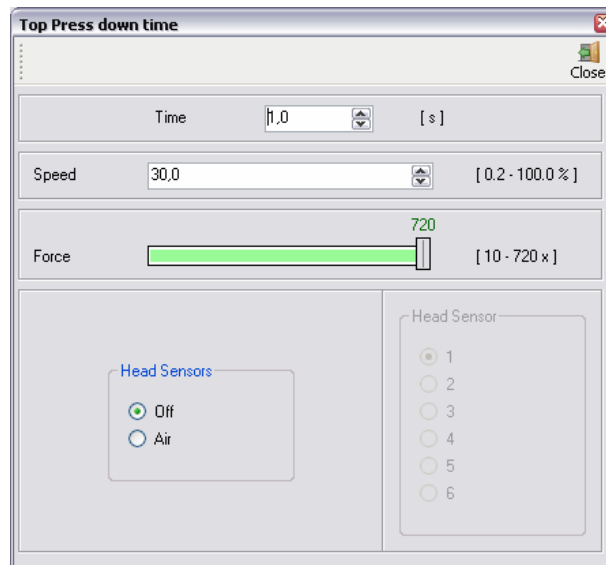 Top Press down time
Close
Time 1,0 [ s ]
Speed 30,0 [ 0.2 - 100.0 % ]
720
Force [ 10 - 720 x ]
Head Sensors
Off
Air
Head Sensor
1
2
3
4
5
6